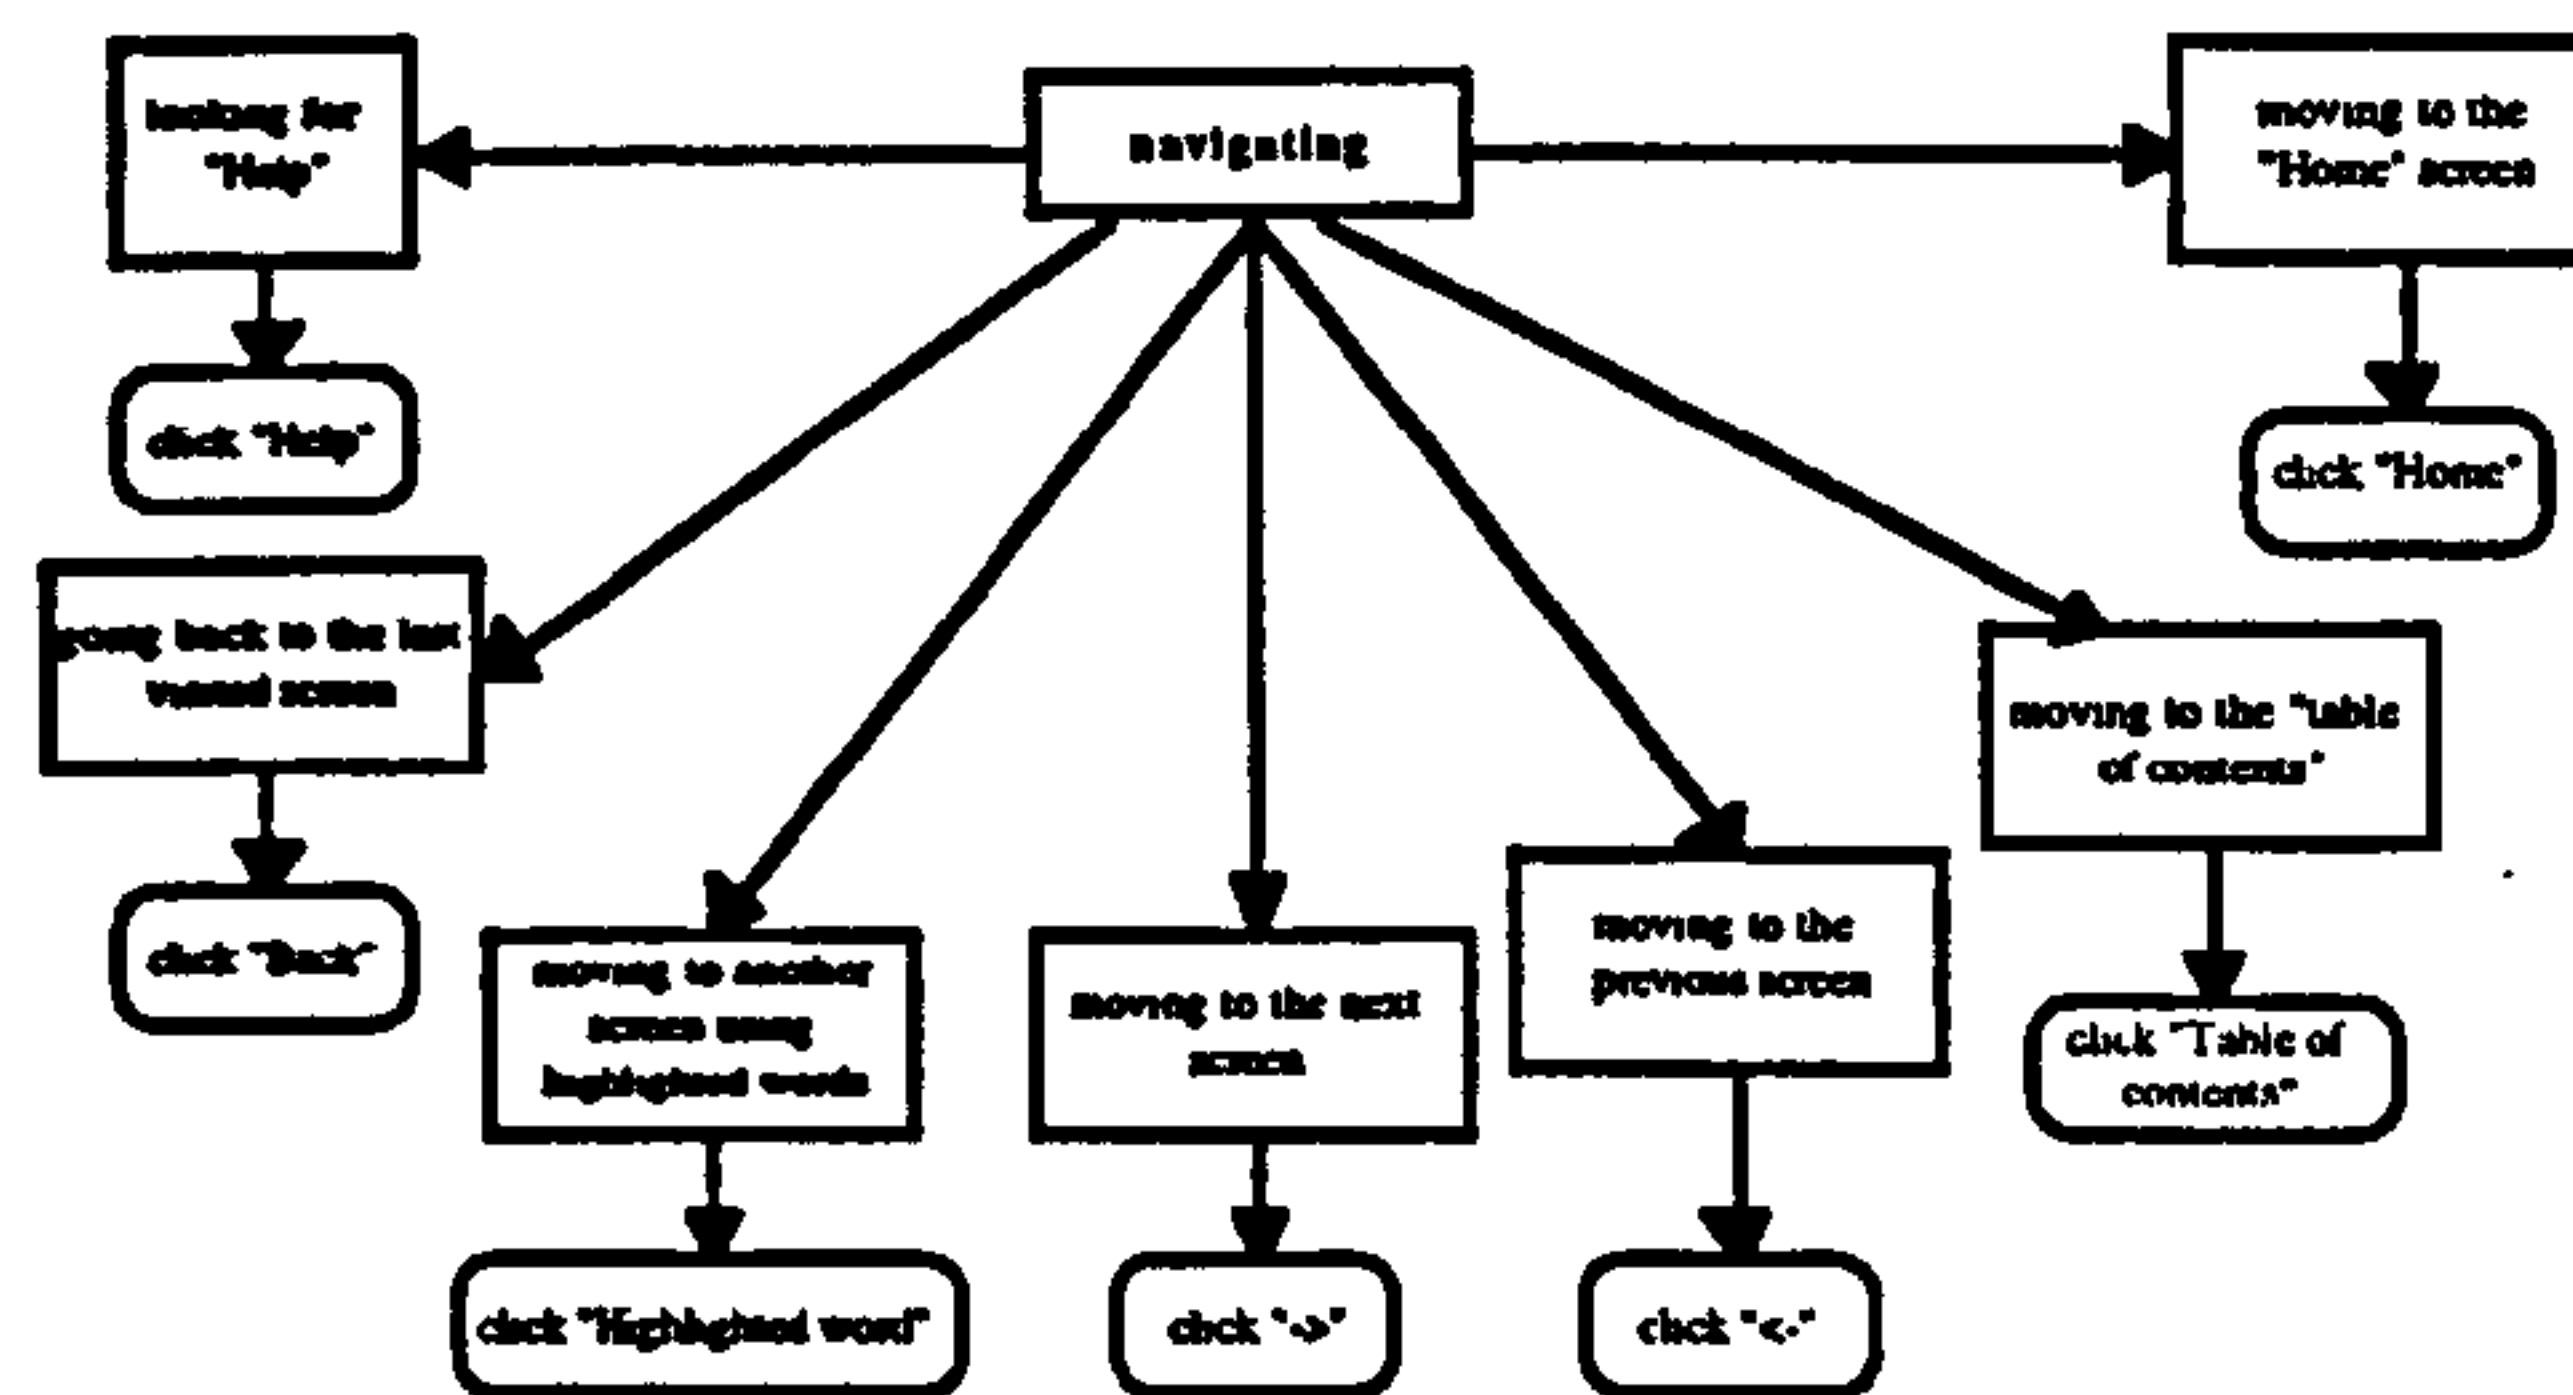 looking for
"Help"
navigating
moving to the
"Home" screen
click "Help"
click "Home"
going back to the last
visited screen
moving to the "table
of contents"
click "Back"
moving to another
screen using
highlighted words
moving to the next
screen
moving to the
previous screen
click "Table of
contents"
click "Highlighted word"
click "->"
click "<-"